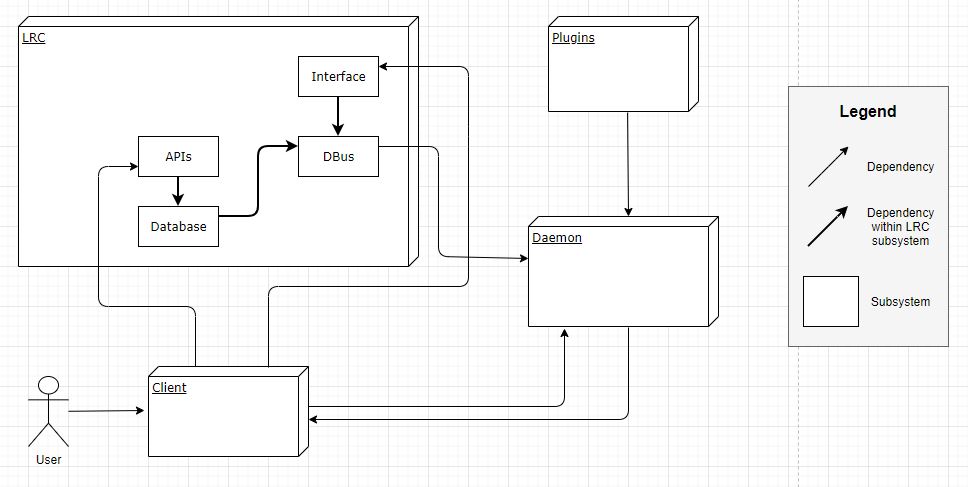 LRC
Interface
APIs
DBus
Database
Plugins
Daemon
Client
User
Legend
Dependency
Dependency
within LRC
subsystem
Subsystem